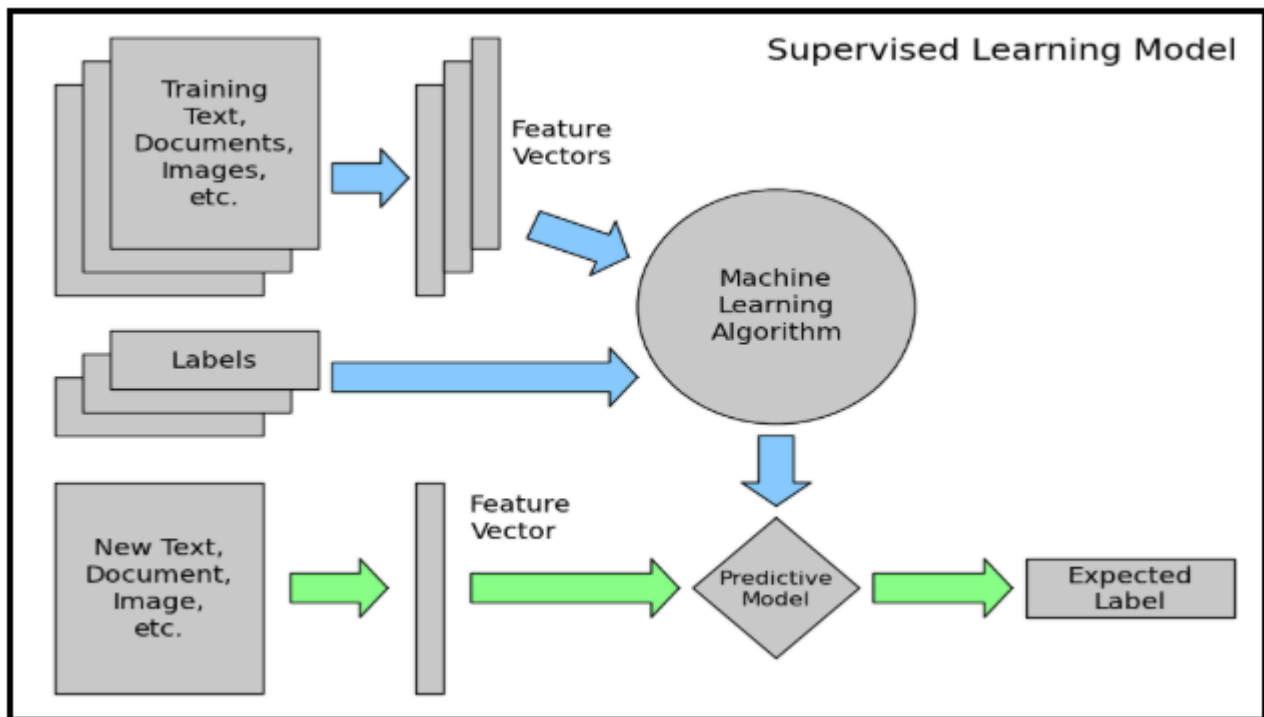 Supervised Learning Model
Training
Text,
Documents,
Images,
etc.
Feature
Vectors
Machine
Learning
Algorithm
Labels
New Text,
Document,
Image,
etc.
Feature
Vector
Predictive
Model
Expected
Label